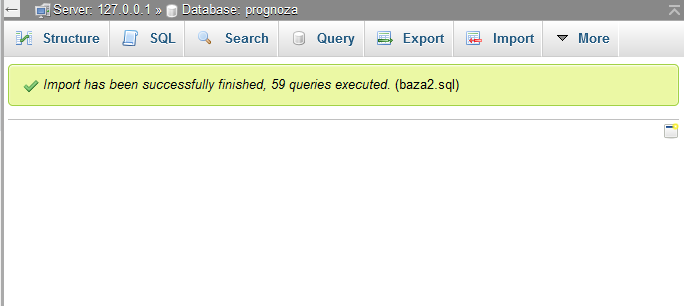 Server: 127.0.0.1 » Database: prognoza
Structure SQL Search Query Export Import More
Import has been successfully finished, 59 queries executed. (baza2.sql)